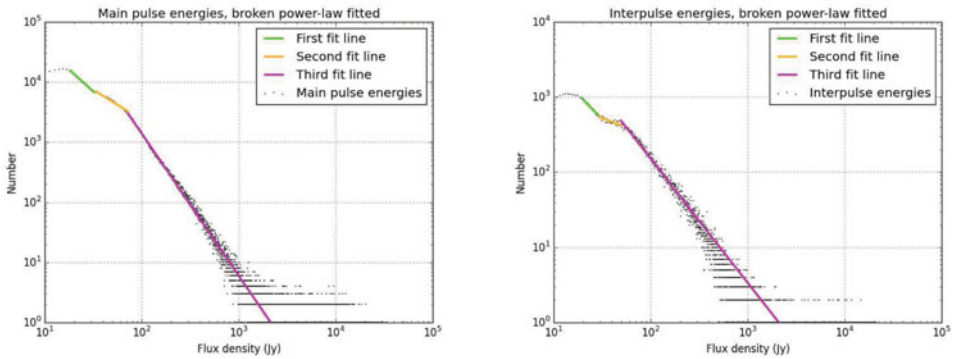 Main pulse energies, broken power-law fitted
10^5
10^4
10^3
10^2
10^1
10^0
Number
First fit line
Second fit line
Third fit line
Main pulse energies
10^1 10^2 10^3 10^4 10^5
Flux density (Jy)
Interpulse energies, broken power-law fitted
10^4
10^3
10^2
10^1
10^0
Number
First fit line
Second fit line
Third fit line
Interpulse energies
10^1 10^2 10^3 10^4 10^5
Flux density (Jy)